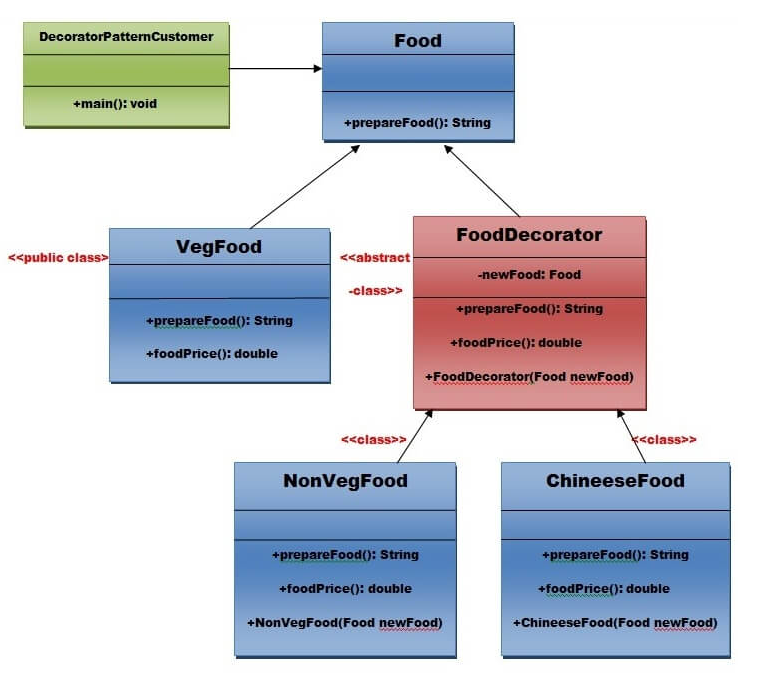 DecoratorPatternCustomer
+main(): void
Food
+prepareFood(): String
<<public class>
VegFood
+prepareFood(): String
+foodPrice(): double
<<abstract
-class>>
FoodDecorator
-newFood: Food
+prepareFood(): String
+foodPrice(): double
+FoodDecorator(Food newFood)
<<class>>
NonVegFood
+prepareFood(): String
+foodPrice(): double
+NonVegFood(Food newFood)
<<class>>
ChineeseFood
+prepareFood(): String
+foodPrice(): double
+ChineeseFood(Food newFood)